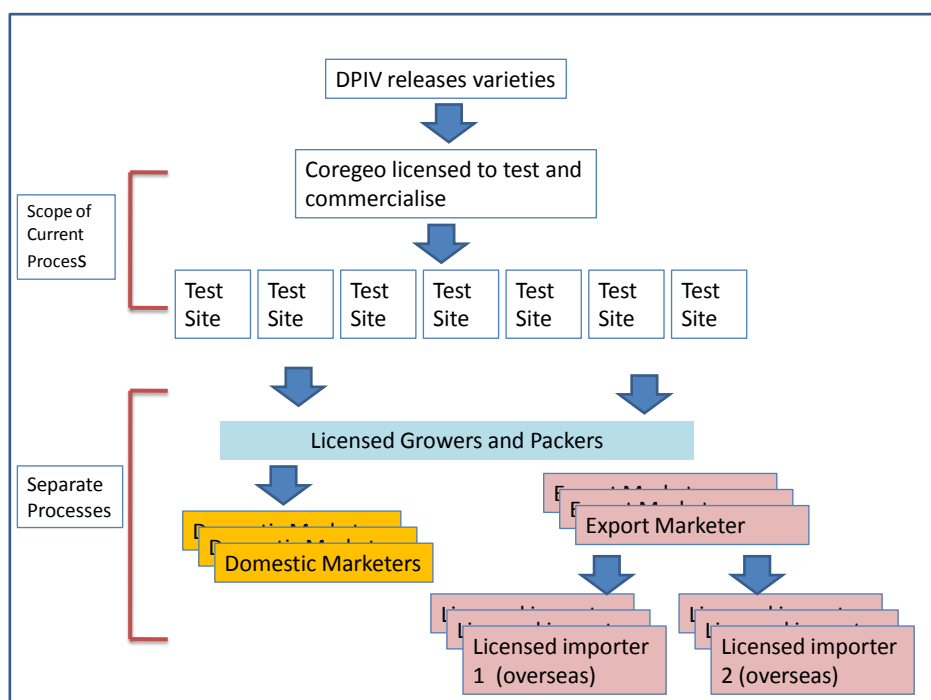 DPIV releases varieties
Coregeo licensed to test and
commercialise
Scope of
Current
Process
Test
Site
Test
Site
Test
Site
Test
Site
Test
Site
Test
Site
Test
Site
Licensed Growers and Packers
Separate
Processes
Export Marketer
Domestic Marketers
Licensed importer
1 (overseas)
Licensed importer
2 (overseas)